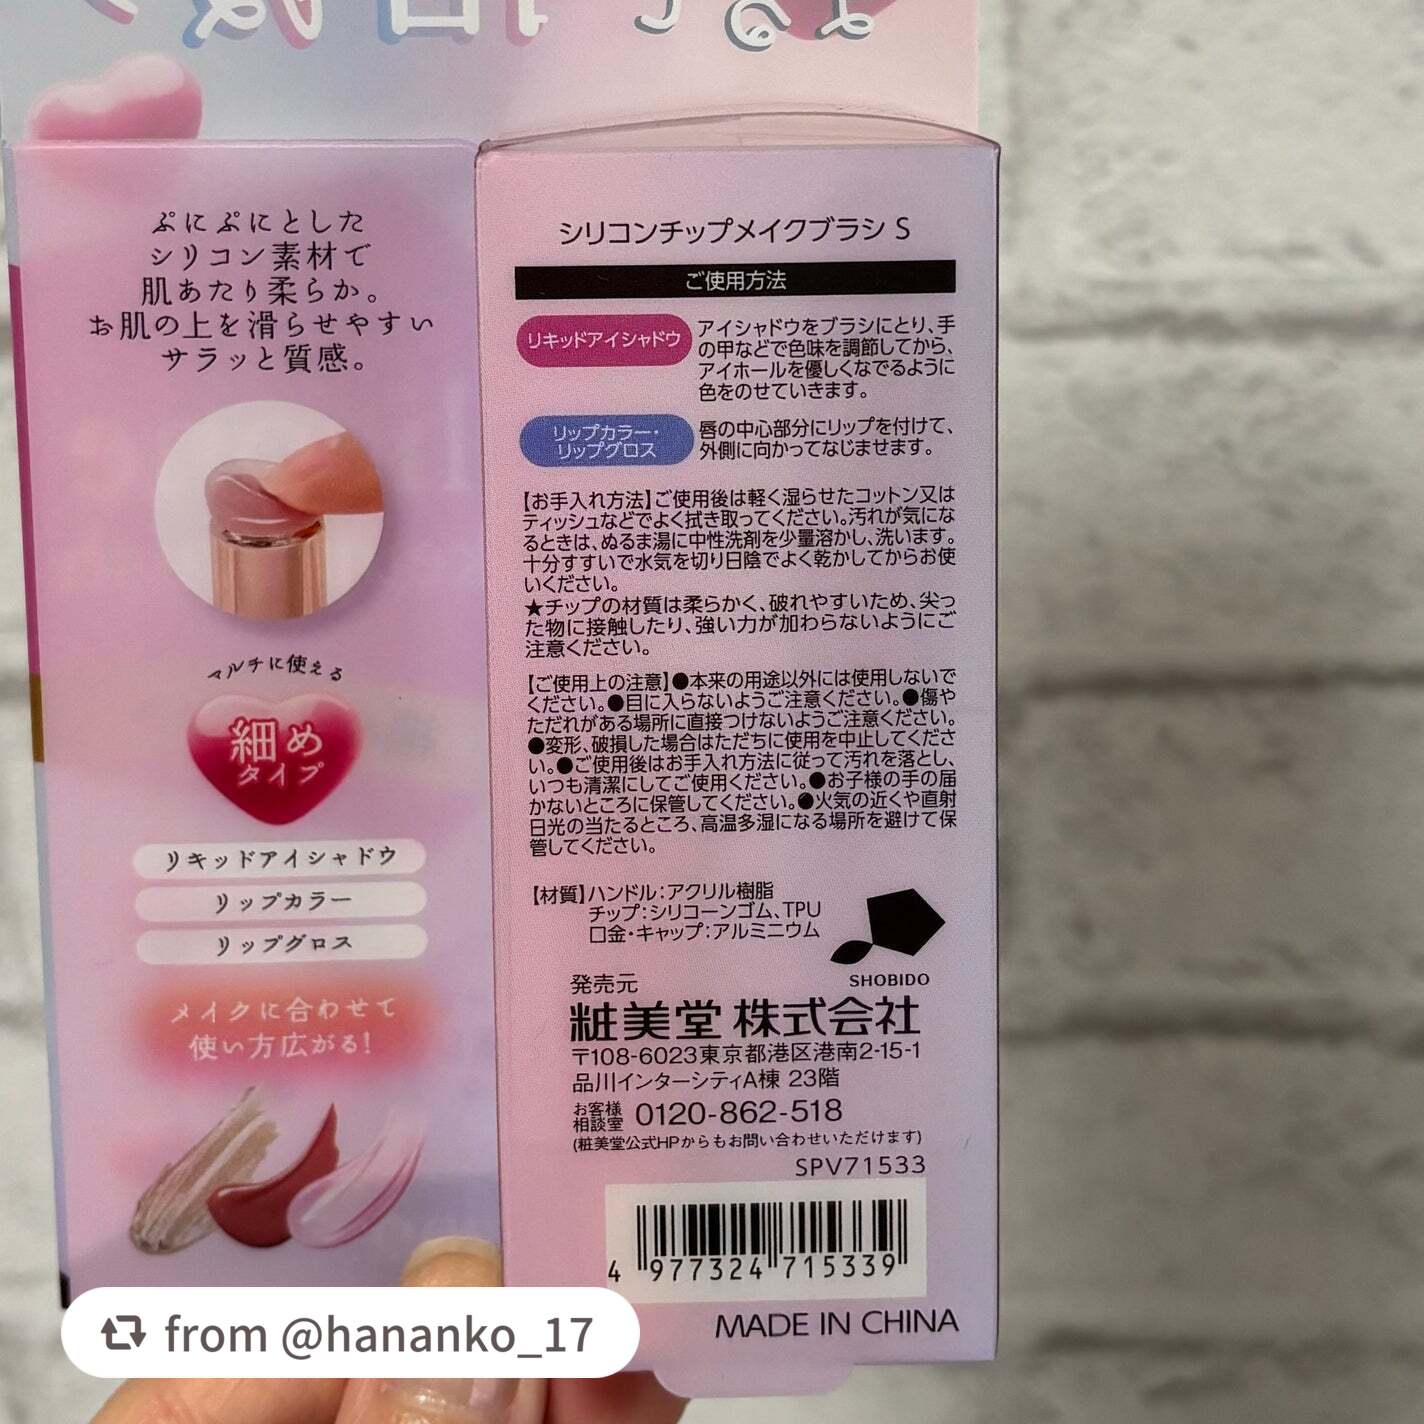 ぷにぷにとした
シリコン素材で
肌あたり柔らか。
お肌の上を滑らせやすい
サラッと質感。
マルチに使える
細め
タイプ
リキッドアイシャドウ
リップカラー
リップグロス
メイクに合わせて
使い方広がる!
シリコンチップメイクブラシ S
ご使用方法
リキッドアイシャドウ
アイシャドウをブラシにとり、手
の甲などで色味を調節してから、
アイホールを優しくなでるように
色をのせていきます。
リップカラー・
リップグロス
唇の中心部分にリップを付けて、
外側に向かってなじませます。
【お手入れ方法】ご使用後は軽く湿らせたコットン又は
ティッシュなどでよく拭き取ってください。汚れが気にな
るときは、ぬるま湯に中性洗剤を少量溶かし、洗います。
十分すすいで水気を切り日陰でよく乾かしてからお使
いください。
★チップの材質は柔らかく、破れやすいため、尖っ
た物に接触したり、強い力が加わらないようにご
注意ください。
【ご使用上の注意】●本来の用途以外には使用しないで
ください。●目に入らないようご注意ください。●傷や
ただれがある場所に直接つけないようご注意ください。
●変形、破損した場合はただちに使用を中止してくださ
い。●ご使用後はお手入れ方法に従って汚れを落とし、
いつも清潔にしてご使用ください。●お子様の手の届
かないところに保管してください。●火気の近くや直射
日光の当たるところ、高温多湿になる場所を避けて保
管してください。
【材質】ハンドル:アクリル樹脂
チップ:シリコーンゴム、TPU
口金・キャップ:アルミニウム
SHOBIDO
発売元
粧美堂 株式会社
〒108-6023東京都港区港南2-15-1
品川インターシティA棟 23階
お客様
相談室 0120-862-518
(粧美堂公式HPからもお問い合わせいただけます)
SPV71533
4 977324 715339
MADE IN CHINA
from @hananko_17